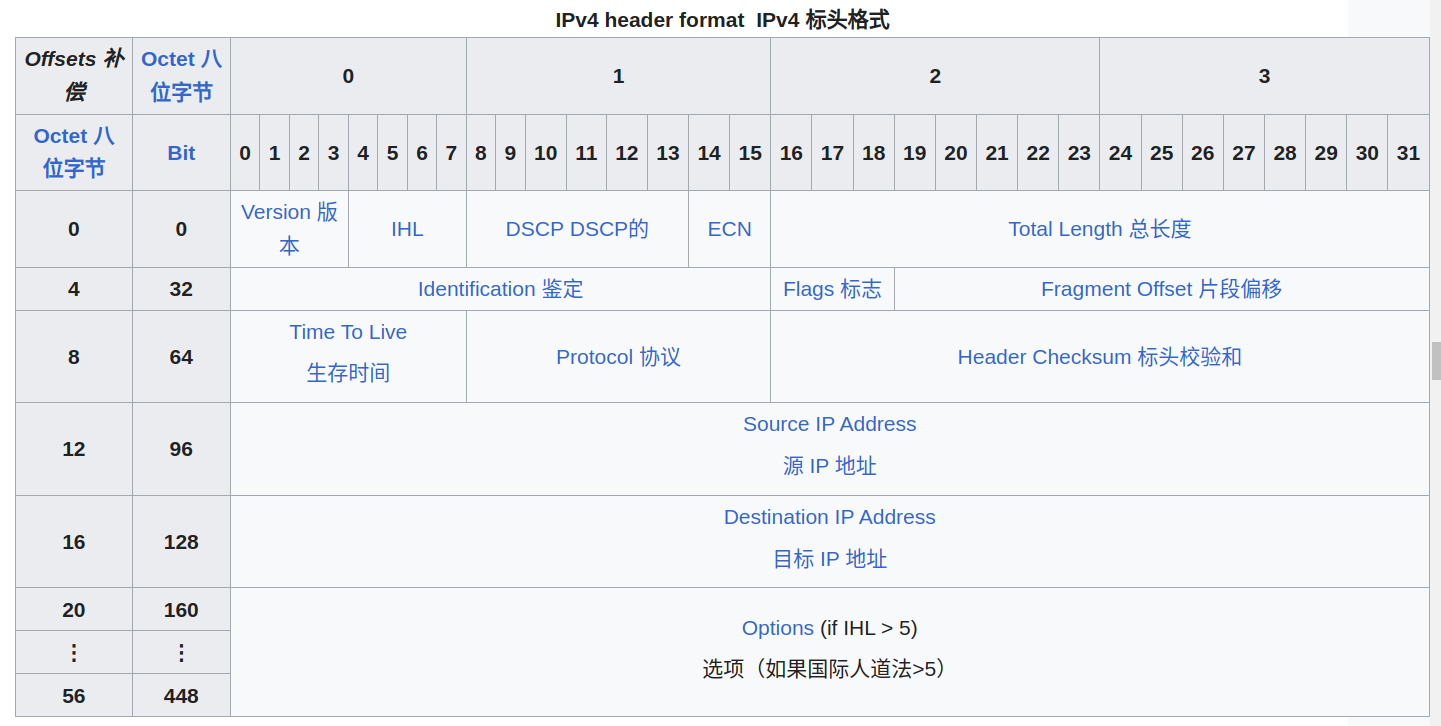 IPv4 header format  IPv4 标头格式
Offsets 补
偿
Octet 八
位字节
0
1
2
3
Octet 八
位字节
Bit
0 1 2 3 4 5 6 7 8 9 10 11 12 13 14 15 16 17 18 19 20 21 22 23 24 25 26 27 28 29 30 31
0
0
Version 版
本
IHL
DSCP DSCP的
ECN
Total Length 总长度
4
32
Identification 鉴定
Flags 标志
Fragment Offset 片段偏移
8
64
Time To Live
生存时间
Protocol 协议
Header Checksum 标头校验和
12
96
Source IP Address
源 IP 地址
16
128
Destination IP Address
目标 IP 地址
20
160
⋮
⋮
56
448
Options (if IHL > 5)
选项（如果国际人道法>5）